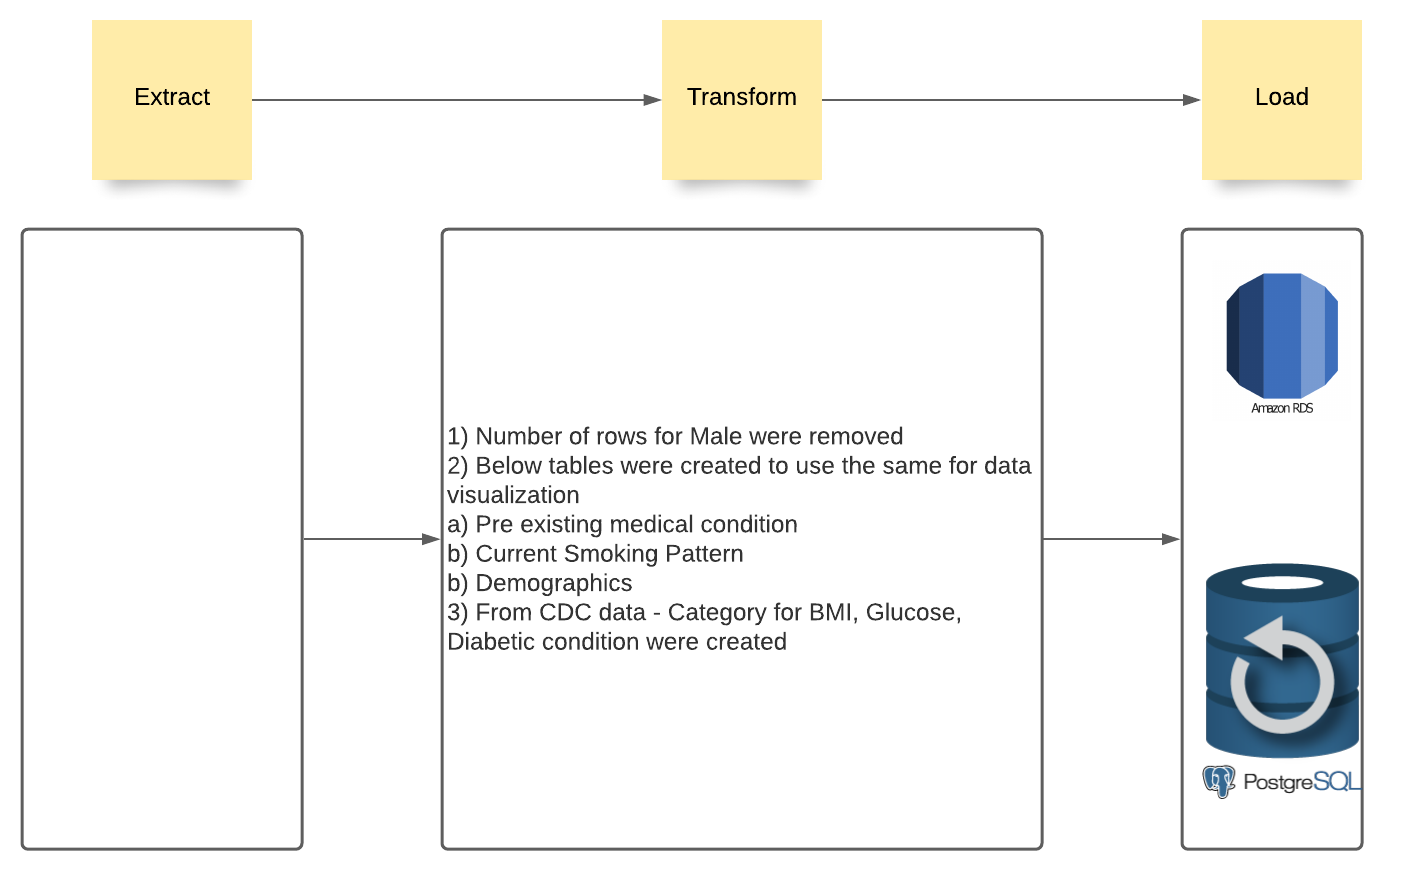 Extract
Transform
Load
1) Number of rows for Male were removed
2) Below tables were created to use the same for data
visualization
a) Pre existing medical condition
b) Current Smoking Pattern
b) Demographics
3) From CDC data - Category for BMI, Glucose,
Diabetic condition were created
Amazon RDS
PostgreSQL